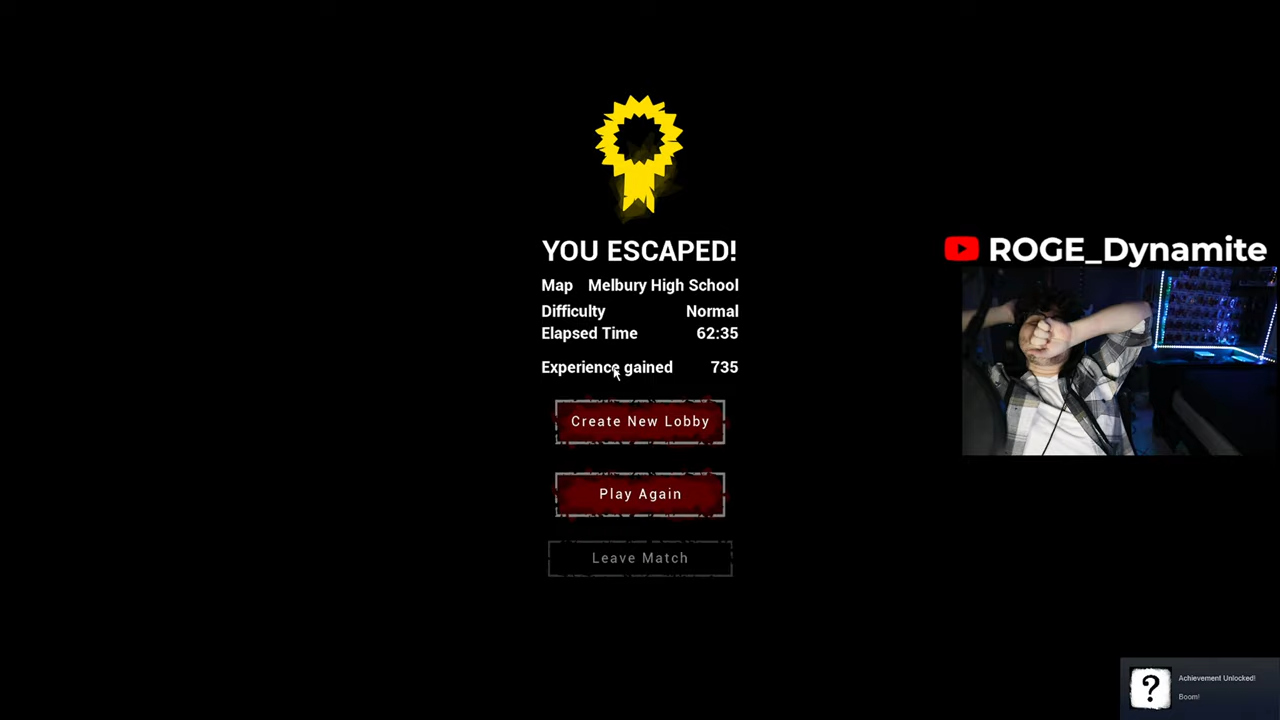 YOU ESCAPED!
Map Melbury High School
Difficulty Normal
Elapsed Time 62:35
Experience gained 735
Create New Lobby
Play Again
Leave Match
ROGE_Dynamite
?
Achievement Unlocked!
Boom!